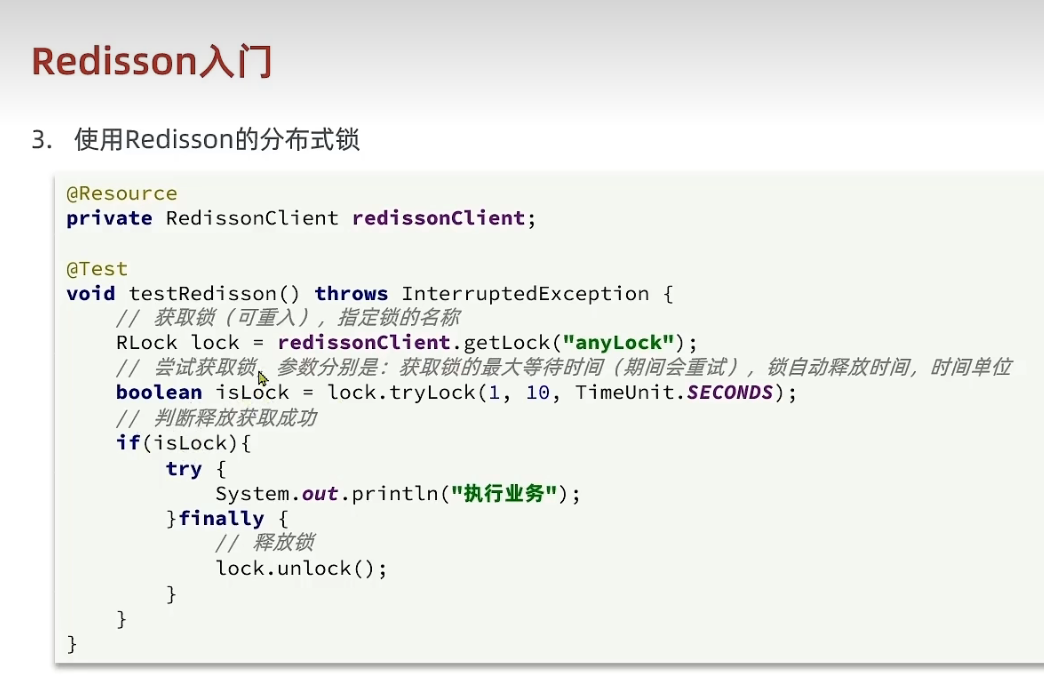 Redisson入门
3. 使用Redisson的分布式锁
@Resource
private RedissonClient redissonClient;
@Test
void testRedisson() throws InterruptedException {
// 获取锁（可重入），指定锁的名称
RLock lock = redissonClient.getLock("anyLock");
// 尝试获取锁，参数分别是：获取锁的最大等待时间（期间会重试），锁自动释放时间，时间单位
boolean isLock = lock.tryLock(1, 10, TimeUnit.SECONDS);
// 判断释放获取成功
if(isLock){
try {
System.out.println("执行业务");
}finally {
// 释放锁
lock.unlock();
}
}
}